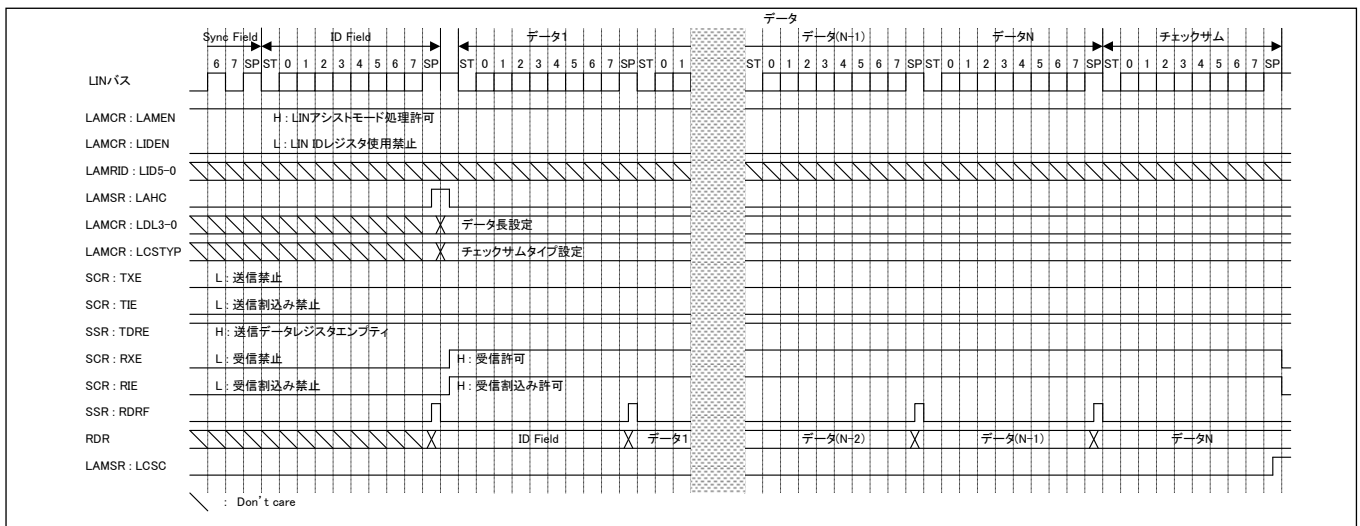 データ
Sync Field ID Field データ1 データ(N-1) データN チェックサム
6 7 SP ST 0 1 2 3 4 5 6 7 SP ST 0 1 2 3 4 5 6 7 SP ST 0 1 ST 0 1 2 3 4 5 6 7 SP ST 0 1 2 3 4 5 6 7 SP ST 0 1 2 3 4 5 6 7 SP
LINバス
LAMCR : LAMEN H : LINアシストモード処理許可
LAMCR : LIDEN L : LIN IDレジスタ使用禁止
LAMRID : LID5-0
LAMSR : LAHC
LAMCR : LDL3-0 データ長設定
LAMCR : LCSTYP チェックサムタイプ設定
SCR : TXE L : 送信禁止
SCR : TIE L : 送信割込み禁止
SSR : TDRE H : 送信データレジスタエンプティ
SCR : RXE L : 受信禁止 H : 受信許可
SCR : RIE L : 受信割込み禁止 H : 受信割込み許可
SSR : RDRF
RDR ID Field データ1 データ(N-2) データ(N-1) データN
LAMSR : LCSC
: Don't care